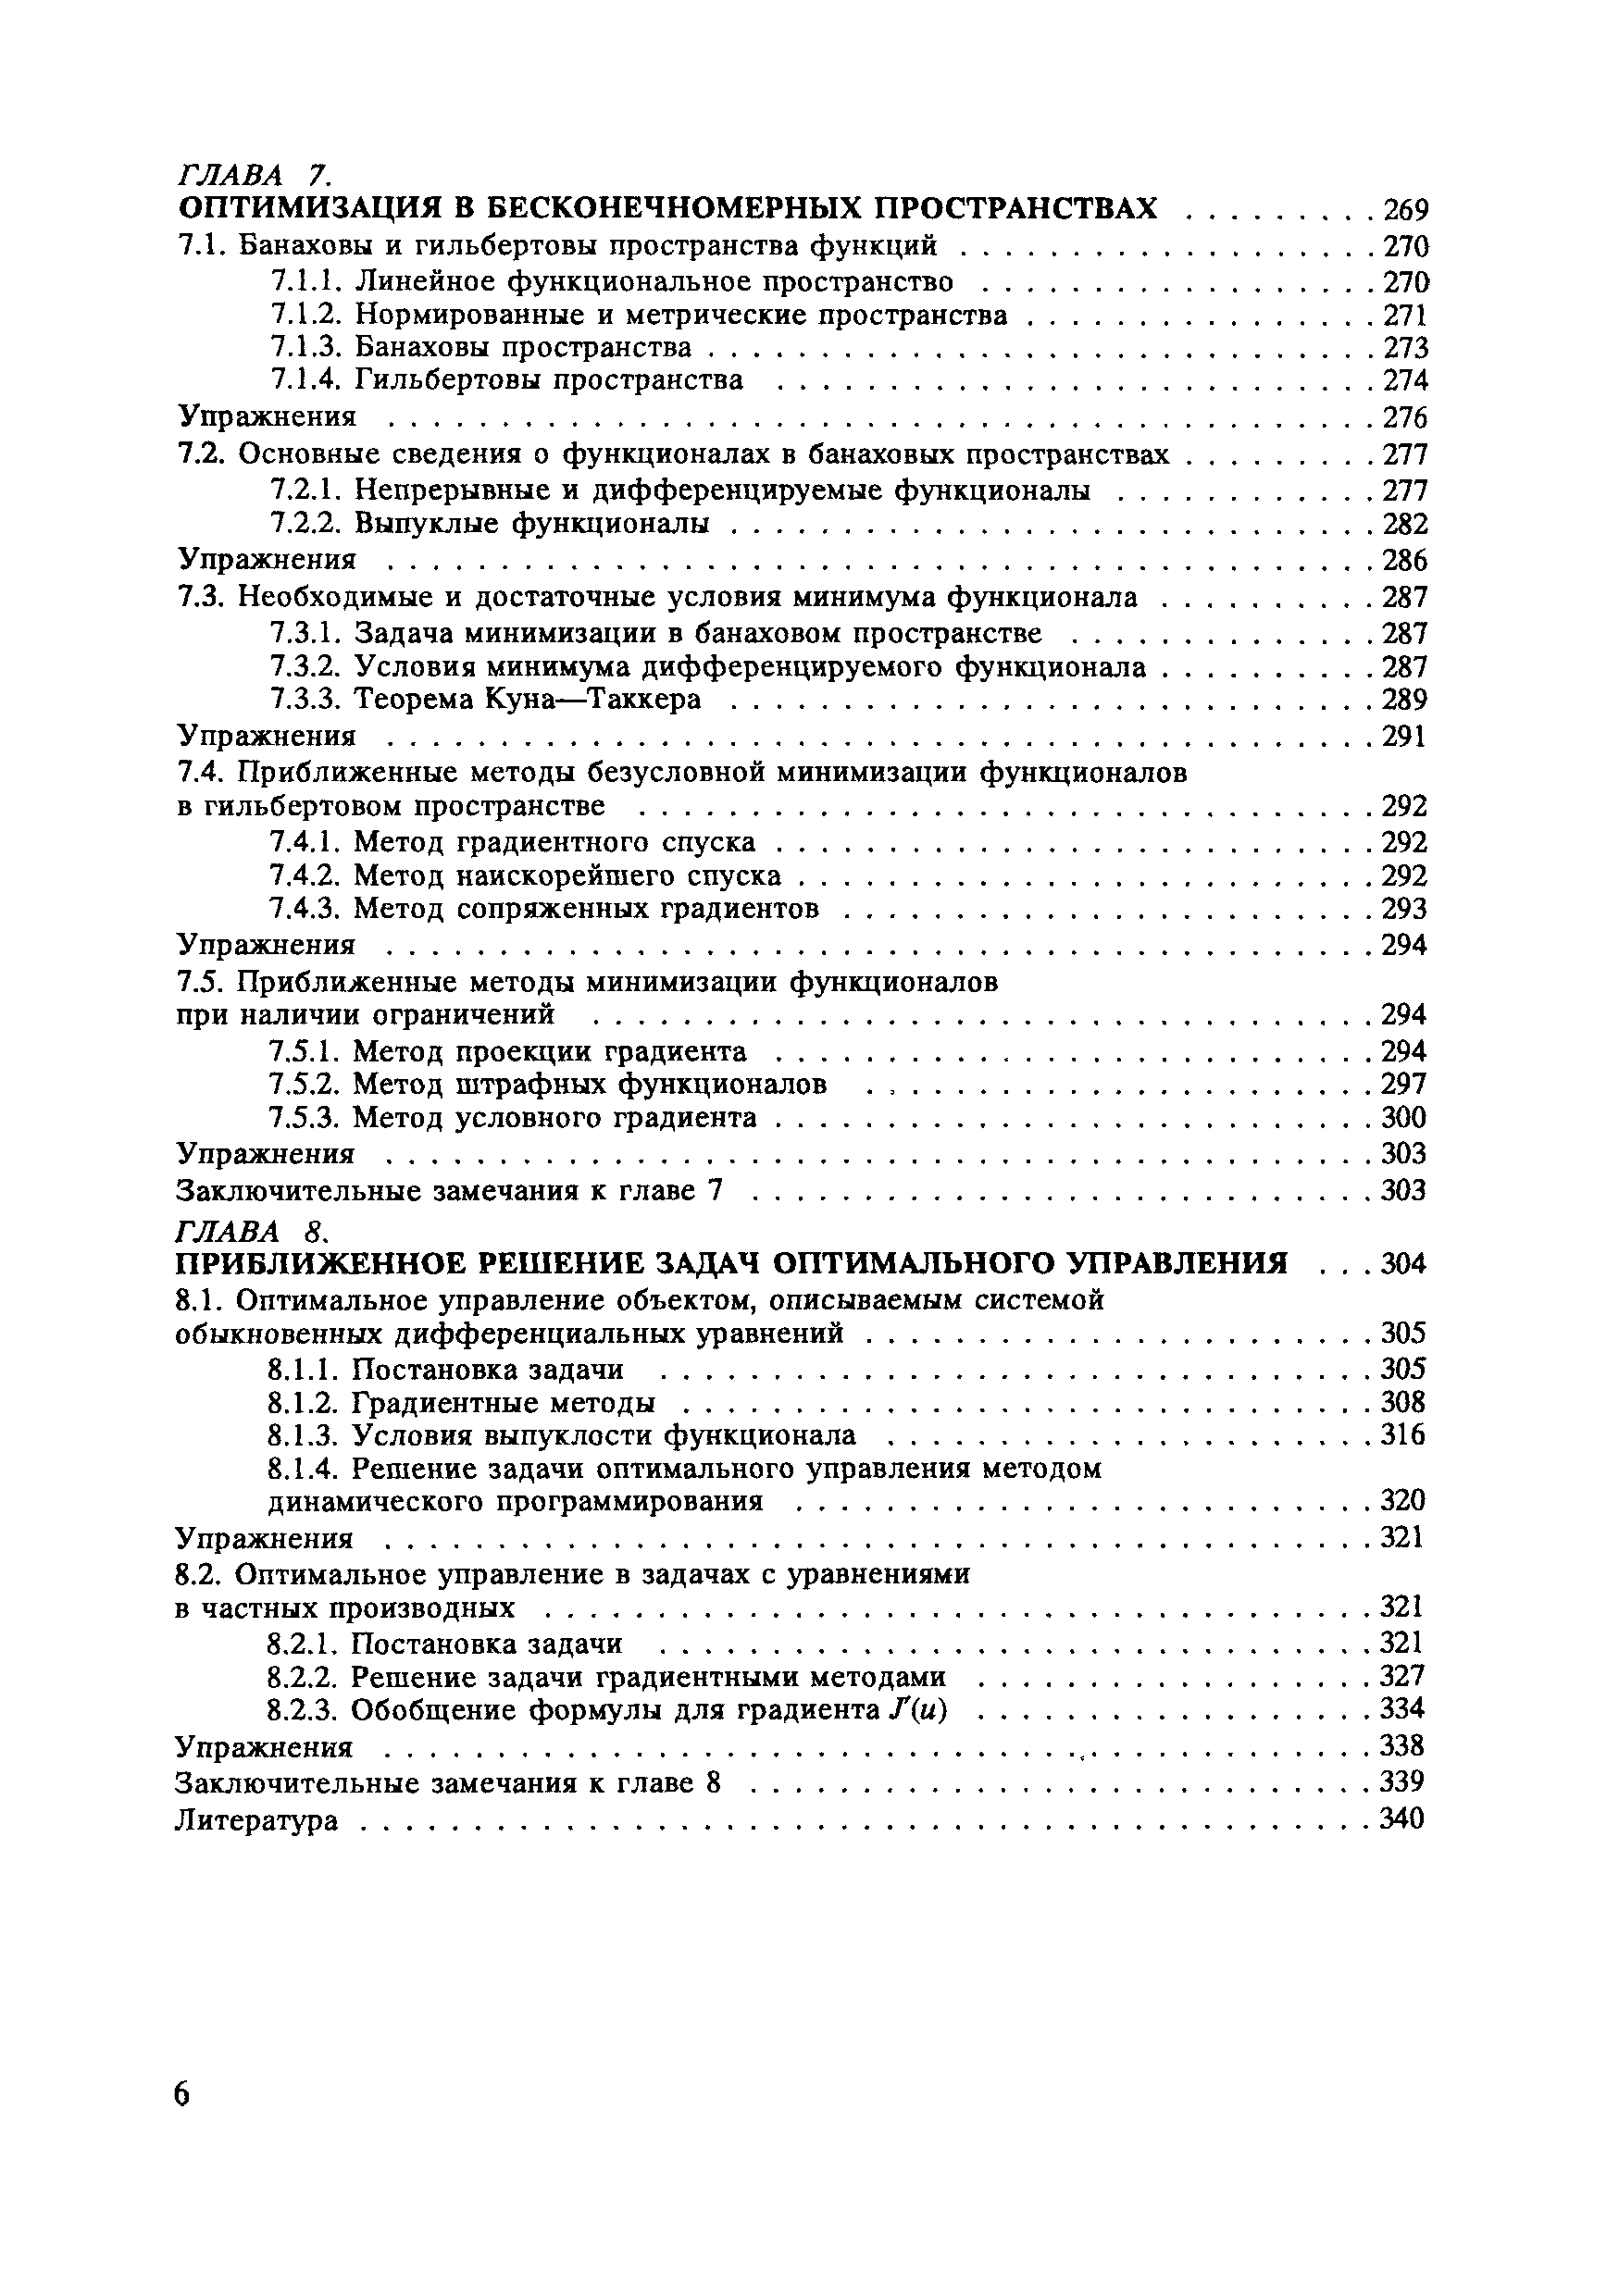 ГЛАВА 7.
ОПТИМИЗАЦИЯ В БЕСКОНЕЧНОМЕРНЫХ ПРОСТРАНСТВАХ . . . . . . . . . 269
7.1. Банаховы и гильбертовы пространства функций . . . . . . . . . . . . . . . . . . . 270
7.1.1. Линейное функциональное пространство . . . . . . . . . . . . . . . . . . 270
7.1.2. Нормированные и метрические пространства . . . . . . . . . . . . . . . . 271
7.1.3. Банаховы пространства . . . . . . . . . . . . . . . . . . . . . . . . . . . . . . 273
7.1.4. Гильбертовы пространства . . . . . . . . . . . . . . . . . . . . . . . . . . . 274
Упражнения . . . . . . . . . . . . . . . . . . . . . . . . . . . . . . . . . . . . . . . . . . . . 276
7.2. Основные сведения о функционалах в банаховых пространствах . . . . . . . . . 277
7.2.1. Непрерывные и дифференцируемые функционалы . . . . . . . . . . . . 277
7.2.2. Выпуклые функционалы . . . . . . . . . . . . . . . . . . . . . . . . . . . . . 282
Упражнения . . . . . . . . . . . . . . . . . . . . . . . . . . . . . . . . . . . . . . . . . . . . 286
7.3. Необходимые и достаточные условия минимума функционала . . . . . . . . . . 287
7.3.1. Задача минимизации в банаховом пространстве . . . . . . . . . . . . . . 287
7.3.2. Условия минимума дифференцируемого функционала . . . . . . . . . . 287
7.3.3. Теорема Куна—Таккера . . . . . . . . . . . . . . . . . . . . . . . . . . . . . 289
Упражнения . . . . . . . . . . . . . . . . . . . . . . . . . . . . . . . . . . . . . . . . . . . . 291
7.4. Приближенные методы безусловной минимизации функционалов
в гильбертовом пространстве . . . . . . . . . . . . . . . . . . . . . . . . . . . . . . . . . 292
7.4.1. Метод градиентного спуска . . . . . . . . . . . . . . . . . . . . . . . . . . . 292
7.4.2. Метод наискорейшего спуска . . . . . . . . . . . . . . . . . . . . . . . . . . 292
7.4.3. Метод сопряженных градиентов . . . . . . . . . . . . . . . . . . . . . . . . 293
Упражнения . . . . . . . . . . . . . . . . . . . . . . . . . . . . . . . . . . . . . . . . . . . . 294
7.5. Приближенные методы минимизации функционалов
при наличии ограничений . . . . . . . . . . . . . . . . . . . . . . . . . . . . . . . . . . . 294
7.5.1. Метод проекции градиента . . . . . . . . . . . . . . . . . . . . . . . . . . . 294
7.5.2. Метод штрафных функционалов . . . . . . . . . . . . . . . . . . . . . . . 297
7.5.3. Метод условного градиента . . . . . . . . . . . . . . . . . . . . . . . . . . . 300
Упражнения . . . . . . . . . . . . . . . . . . . . . . . . . . . . . . . . . . . . . . . . . . . . 303
Заключительные замечания к главе 7 . . . . . . . . . . . . . . . . . . . . . . . . . . . . 303
ГЛАВА 8.
ПРИБЛИЖЕННОЕ РЕШЕНИЕ ЗАДАЧ ОПТИМАЛЬНОГО УПРАВЛЕНИЯ . . . 304
8.1. Оптимальное управление объектом, описываемым системой
обыкновенных дифференциальных уравнений . . . . . . . . . . . . . . . . . . . . . . . 305
8.1.1. Постановка задачи . . . . . . . . . . . . . . . . . . . . . . . . . . . . . . . . 305
8.1.2. Градиентные методы . . . . . . . . . . . . . . . . . . . . . . . . . . . . . . . 308
8.1.3. Условия выпуклости функционала . . . . . . . . . . . . . . . . . . . . . . 316
8.1.4. Решение задачи оптимального управления методом
динамического программирования . . . . . . . . . . . . . . . . . . . . . . . . . . 320
Упражнения . . . . . . . . . . . . . . . . . . . . . . . . . . . . . . . . . . . . . . . . . . . . 321
8.2. Оптимальное управление в задачах с уравнениями
в частных производных . . . . . . . . . . . . . . . . . . . . . . . . . . . . . . . . . . . . . 321
8.2.1. Постановка задачи . . . . . . . . . . . . . . . . . . . . . . . . . . . . . . . . 321
8.2.2. Решение задачи градиентными методами . . . . . . . . . . . . . . . . . . 327
8.2.3. Обобщение формулы для градиента J′(u) . . . . . . . . . . . . . . . . . . 334
Упражнения . . . . . . . . . . . . . . . . . . . . . . . . . . . . . . . . . . . . . . . . . . . . 338
Заключительные замечания к главе 8 . . . . . . . . . . . . . . . . . . . . . . . . . . . . 339
Литература . . . . . . . . . . . . . . . . . . . . . . . . . . . . . . . . . . . . . . . . . . . . . 340
6